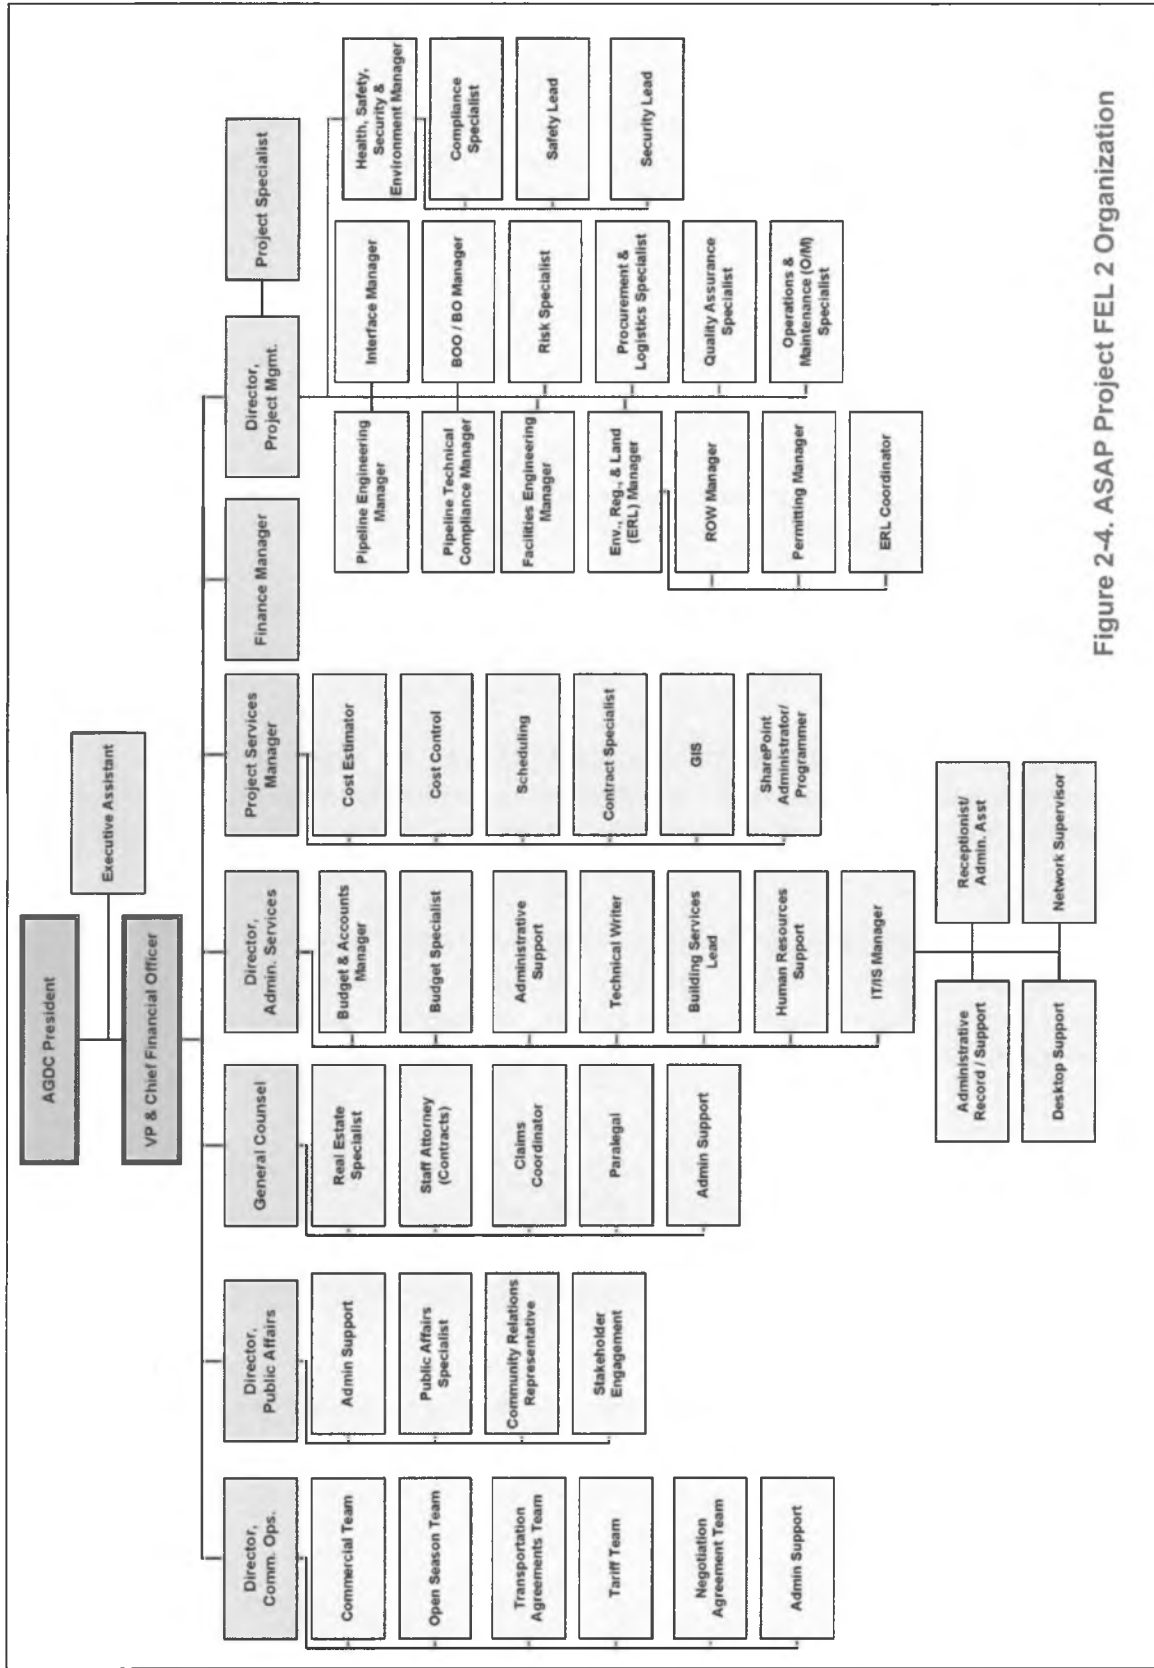 AGDC President
Executive Assistant
VP & Chief Financial Officer
Director,
Comm. Ops.
Commercial Team
Open Season Team
Transportation
Agreements Team
Tariff Team
Negotiation
Agreement Team
Admin Support
Director,
Public Affairs
Admin Support
Public Affairs
Specialist
Community Relations
Representative
Stakeholder
Engagement
General Counsel
Real Estate
Specialist
Staff Attorney
(Contracts)
Claims
Coordinator
Paralegal
Admin Support
Director,
Admin. Services
Budget & Accounts
Manager
Budget Specialist
Administrative
Support
Technical Writer
Building Services
Lead
Human Resources
Support
IT/IS Manager
Administrative
Record / Support
Receptionist/
Admin. Asst
Desktop Support
Network Supervisor
Project Services
Manager
Cost Estimator
Cost Control
Scheduling
Contract Specialist
GIS
SharePoint
Administrator/
Programmer
Finance Manager
Director,
Project Mgmt.
Project Specialist
Pipeline Engineering
Manager
Pipeline Technical
Compliance Manager
Facilities Engineering
Manager
Env., Reg., & Land
(ERL) Manager
ROW Manager
Permitting Manager
ERL Coordinator
Interface Manager
BOO / BO Manager
Risk Specialist
Procurement &
Logistics Specialist
Quality Assurance
Specialist
Operations &
Maintenance (O/M)
Specialist
Health, Safety,
Security &
Environment Manager
Compliance
Specialist
Safety Lead
Security Lead
Figure 2-4. ASAP Project FEL 2 Organization